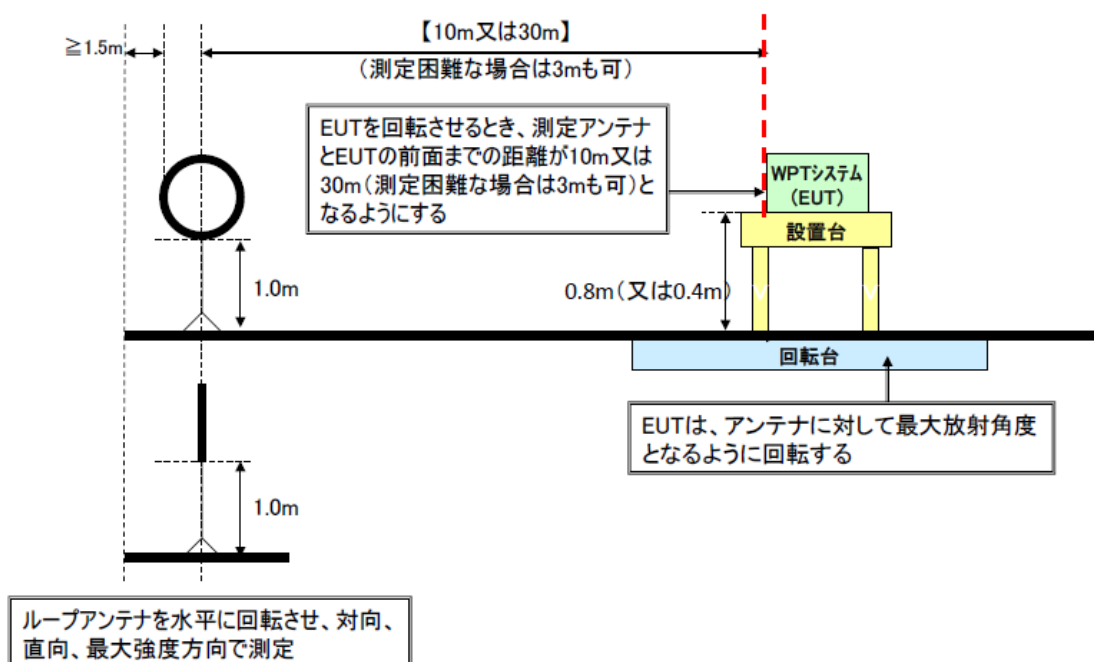 【10m又は30m】
≧1.5m
（測定困難な場合は3mも可）
EUTを回転させるとき、測定アンテナ
とEUTの前面までの距離が10m又は
30m（測定困難な場合は3mも可）と
なるようにする
WPTシステム
（EUT）
設置台
1.0m
0.8m（又は0.4m）
回転台
EUTは、アンテナに対して最大放射角度
となるように回転する
1.0m
ループアンテナを水平に回転させ、対向、
直向、最大強度方向で測定